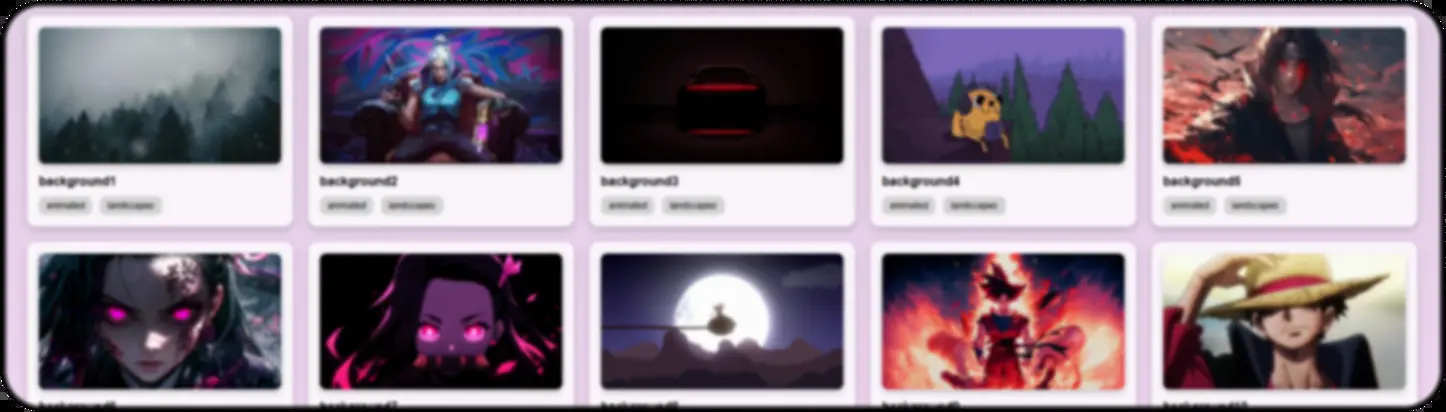 background1
background2
background3
background4
background5
animated landscapes
animated landscapes
animated landscapes
animated landscapes
animated landscapes